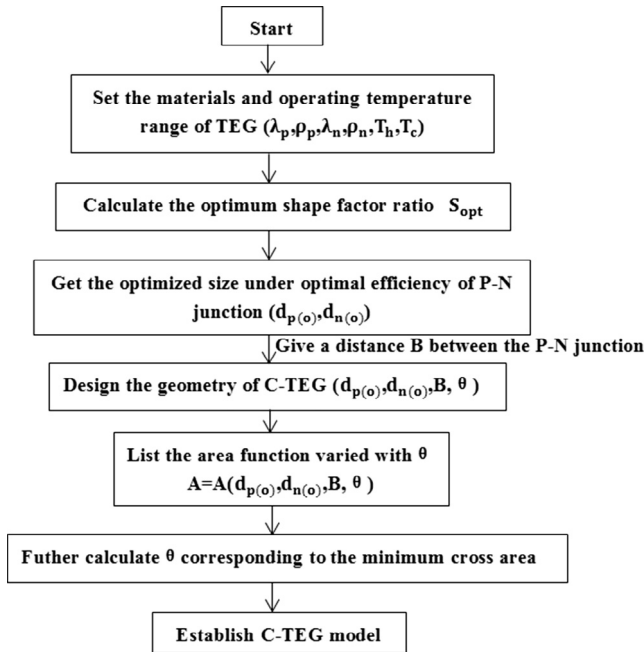 Start
Set the materials and operating temperature
range of TEG (λp,ρp,λn,ρn,Th,Tc)
Calculate the optimum shape factor ratio Sopt
Get the optimized size under optimal efficiency of P-N
junction (dp(o),dn(o))
Give a distance B between the P-N junction
Design the geometry of C-TEG (dp(o),dn(o),B, θ )
List the area function varied with θ
A=A(dp(o),dn(o),B, θ )
Futher calculate θ corresponding to the minimum cross area
Establish C-TEG model